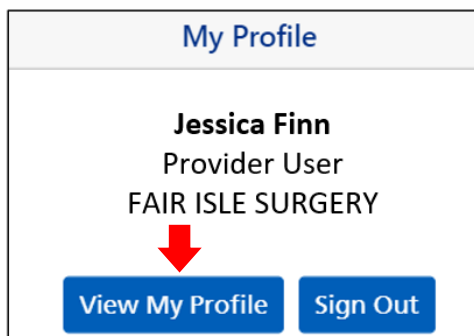 My Profile
Jessica Finn
Provider User
FAIR ISLE SURGERY
View My Profile
Sign Out